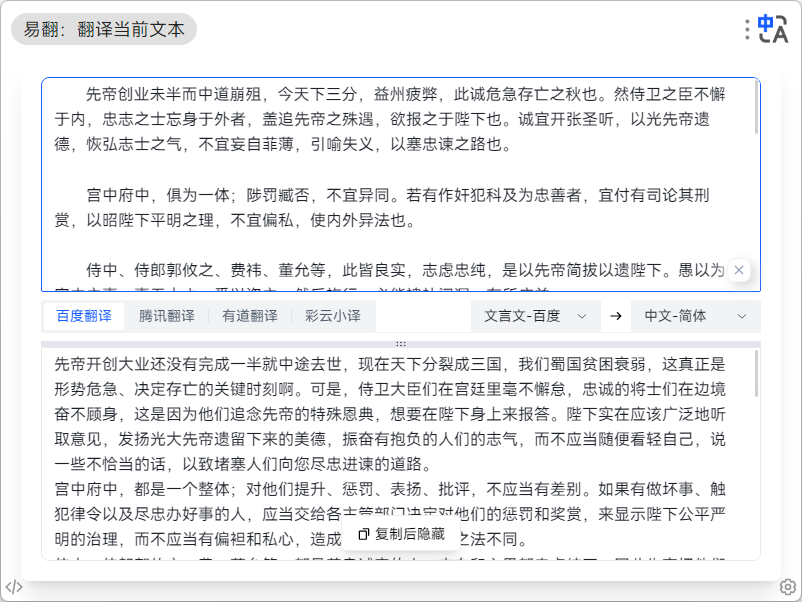 易翻：翻译当前文本
中A
先帝创业未半而中道崩殂，今天下三分，益州疲弊，此诚危急存亡之秋也。然侍卫之臣不懈
于内，忠志之士忘身于外者，盖追先帝之殊遇，欲报之于陛下也。诚宜开张圣听，以光先帝遗
德，恢弘志士之气，不宜妄自菲薄，引喻失义，以塞忠谏之路也。
宫中府中，俱为一体；陟罚臧否，不宜异同。若有作奸犯科及为忠善者，宜付有司论其刑
赏，以昭陛下平明之理，不宜偏私，使内外异法也。
侍中、侍郎郭攸之、费祎、董允等，此皆良实，志虑忠纯，是以先帝简拔以遗陛下。愚以为
百度翻译 腾讯翻译 有道翻译 彩云小译 文言文-百度 → 中文-简体
先帝开创大业还没有完成一半就中途去世，现在天下分裂成三国，我们蜀国贫困衰弱，这真正是
形势危急、决定存亡的关键时刻啊。可是，侍卫大臣们在宫廷里毫不懈怠，忠诚的将士们在边境
奋不顾身，这是因为他们追念先帝的特殊恩典，想要在陛下身上来报答。陛下实在应该广泛地听
取意见，发扬光大先帝遗留下来的美德，振奋有抱负的人们的志气，而不应当随便看轻自己，说
一些不恰当的话，以致堵塞人们向您尽忠进谏的道路。
宫中府中，都是一个整体；对他们提升、惩罚、表扬、批评，不应当有差别。如果有做坏事、触
犯律令以及尽忠办好事的人，应当交给各主管部门决定对他们的惩罚和奖赏，来显示陛下公平严
明的治理，而不应当有偏袒和私心，造成
之法不同。
复制后隐藏